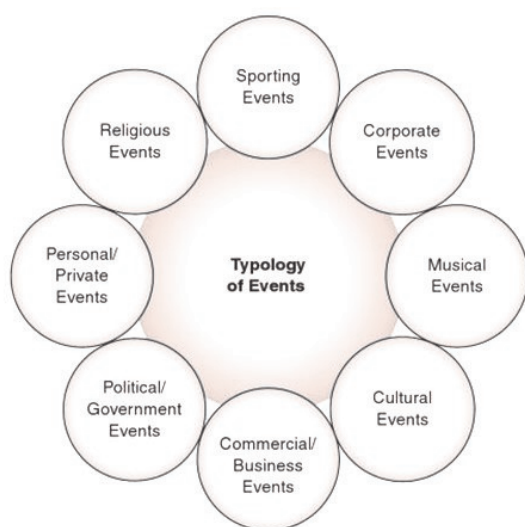 Sporting
Events
Corporate
Events
Musical
Events
Cultural
Events
Commercial/
Business
Events
Political/
Government
Events
Personal/
Private
Events
Religious
Events
Typology
of Events